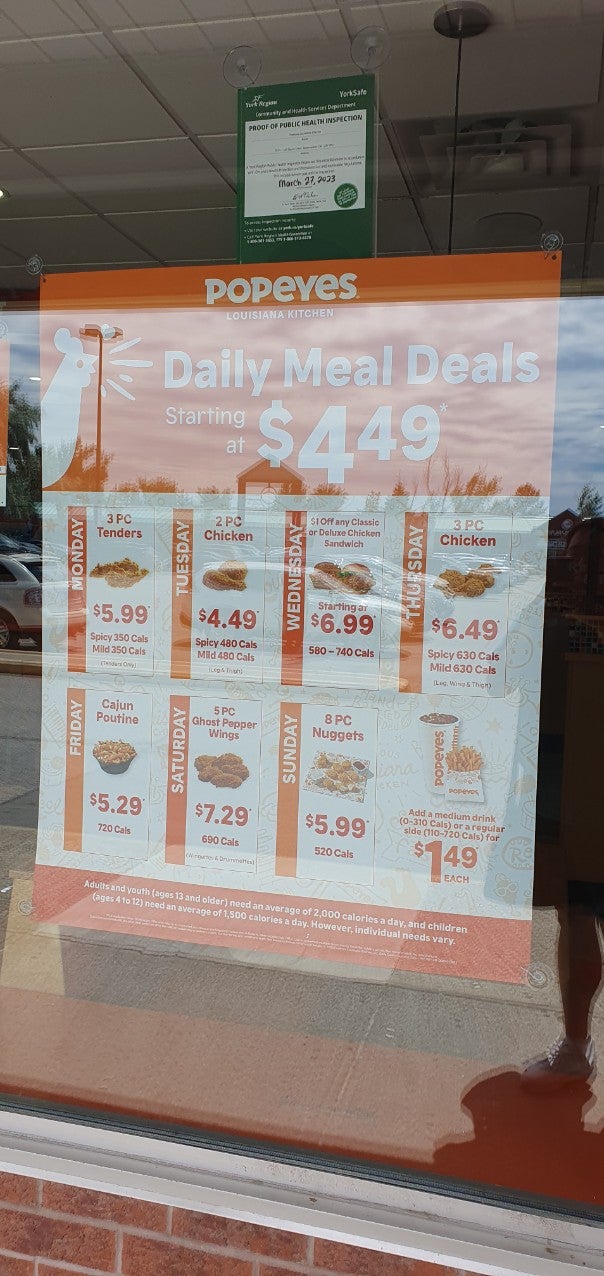 York Region
YorkSafe
Community and Health Services Department
PROOF OF PUBLIC HEALTH INSPECTION
March 27, 2023
POPEYES
LOUISIANA KITCHEN
Daily Meal Deals
Starting
at
$4.49*
MONDAY
3 PC
Tenders
$5.99*
Spicy 350 Cals
Mild 350 Cals
(Tenders Only)
TUESDAY
2 PC
Chicken
$4.49*
Spicy 480 Cals
Mild 480 Cals
(Leg & Thigh)
WEDNESDAY
$1 Off any Classic
or Deluxe Chicken
Sandwich
Starting at
$6.99*
580 - 740 Cals
THURSDAY
3 PC
Chicken
$6.49*
Spicy 630 Cals
Mild 630 Cals
(Leg, Wing & Thigh)
FRIDAY
Cajun
Poutine
$5.29*
720 Cals
SATURDAY
5 PC
Ghost Pepper
Wings
$7.29*
690 Cals
(Wingettes & Drummettes)
SUNDAY
8 PC
Nuggets
$5.99*
520 Cals
POPEYES
POPEYES
Add a medium drink
(0-310 Cals) or a regular
side (110-720 Cals) for
$1.49
EACH
Adults and youth (ages 13 and older) need an average of 2,000 calories a day, and children
(ages 4 to 12) need an average of 1,500 calories a day. However, individual needs vary.